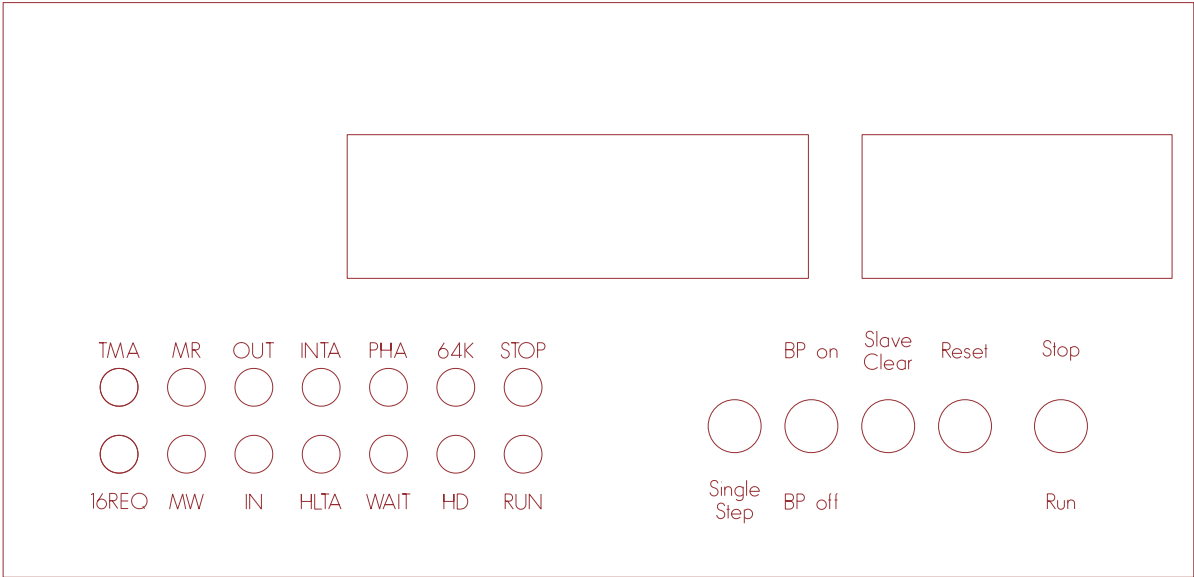 TMA MR OUT INTA PHA 64K STOP
16REQ MW IN HLTA WAIT HD RUN
BP on Slave Clear Reset Stop
Single Step BP off Run